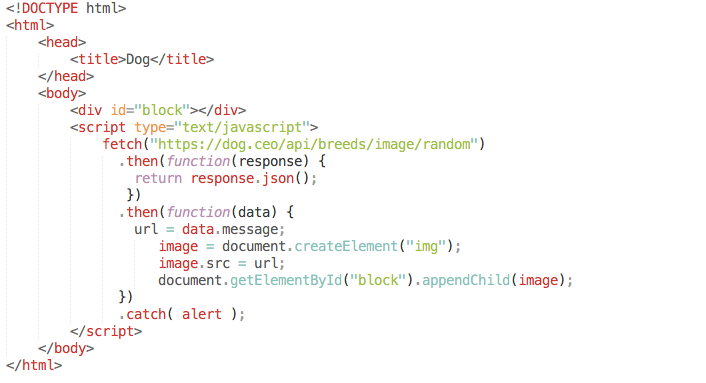 <!DOCTYPE html>
<html>
    <head>
        <title>Dog</title>
    </head>
    <body>
        <div id="block"></div>
        <script type="text/javascript">
            fetch("https://dog.ceo/api/breeds/image/random")
              .then(function(response) {
                return response.json();
               })
              .then(function(data) {
                url = data.message;
                   image = document.createElement("img");
                   image.src = url;
                   document.getElementById("block").appendChild(image);
              })
              .catch( alert );
        </script>
    </body>
</html>